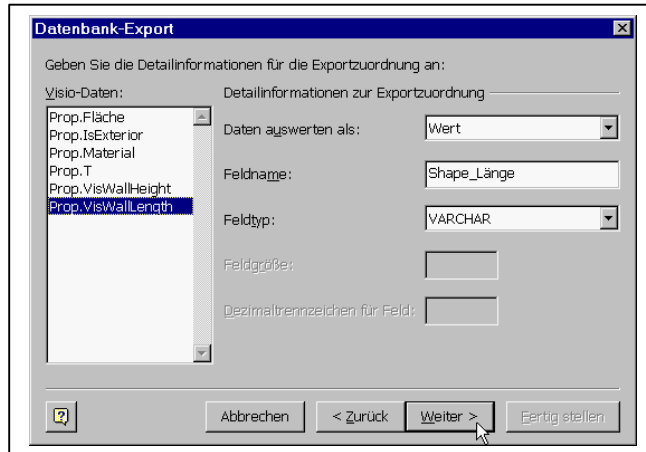 Datenbank-Export
Geben Sie die Detailinformationen für die Exportzuordnung an:
Visio-Daten:
Prop.Fläche
Prop.IsExterior
Prop.Material
Prop.T
Prop.VisWallHeight
Prop.VisWallLength
Detailinformationen zur Exportzuordnung
Daten auswerten als: Wert
Feldname: Shape_Länge
Feldtyp: VARCHAR
Feldgröße:
Dezimaltrennzeichen für Feld:
? Abbrechen < Zurück Weiter > Fertig stellen